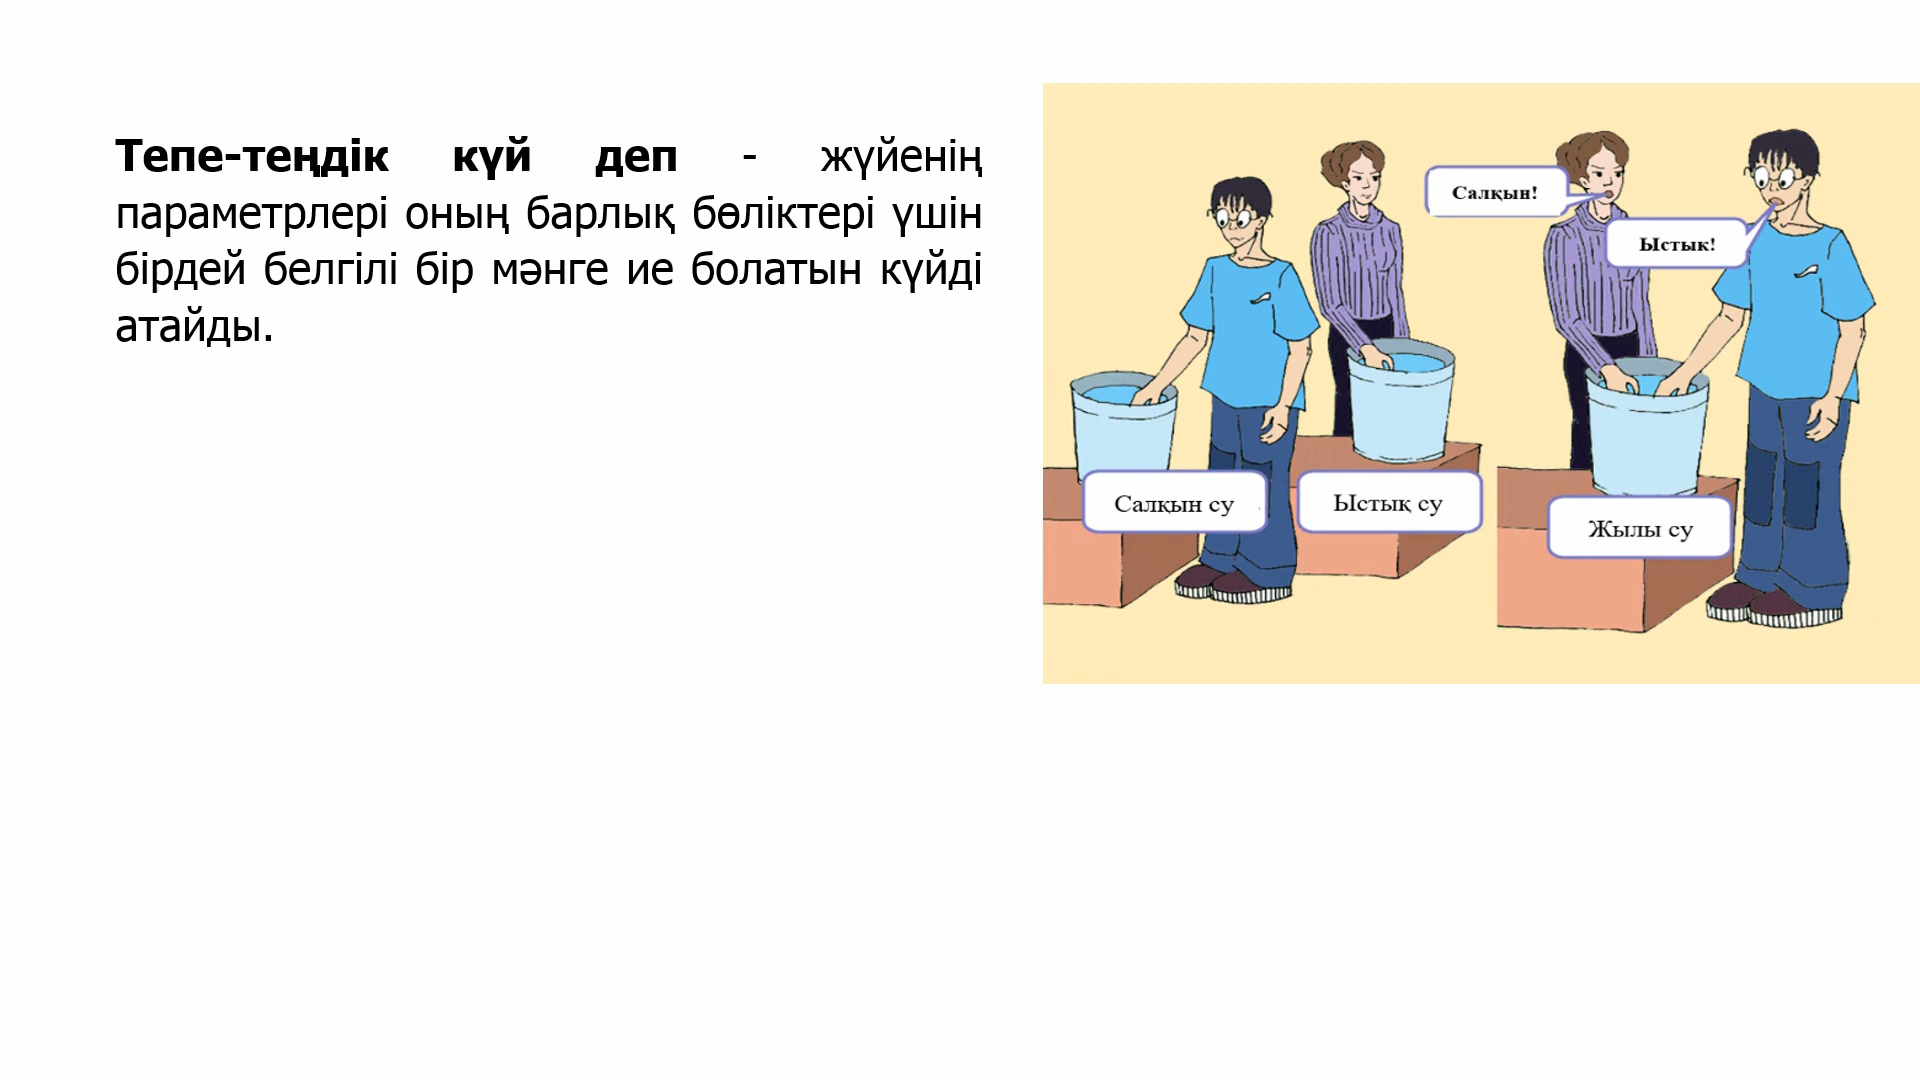 Тепе-теңдік күй деп - жүйенің
параметрлері оның барлық бөліктері үшін
бірдей белгілі бір мәнге ие болатын күйді
атайды.
Салқын!
Ыстык!
Салқын су
Ыстық су
Жылы су